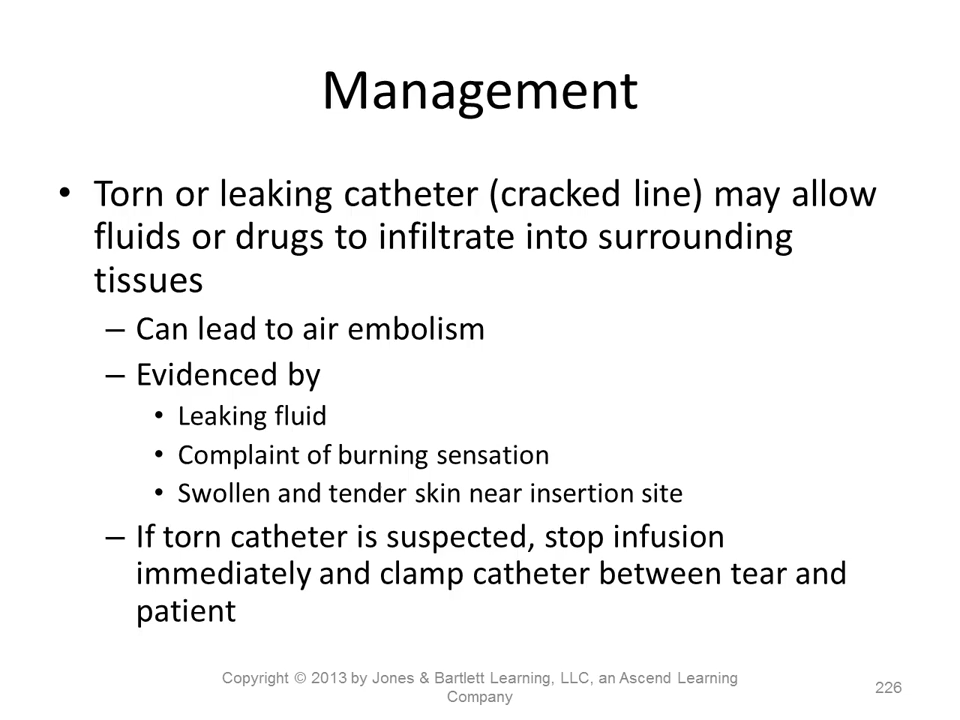 Management
• Torn or leaking catheter (cracked line) may allow
fluids or drugs to infiltrate into surrounding
tissues
– Can lead to air embolism
– Evidenced by
• Leaking fluid
• Complaint of burning sensation
• Swollen and tender skin near insertion site
– If torn catheter is suspected, stop infusion
immediately and clamp catheter between tear and
patient
Copyright © 2013 by Jones & Bartlett Learning, LLC, an Ascend Learning
Company
226